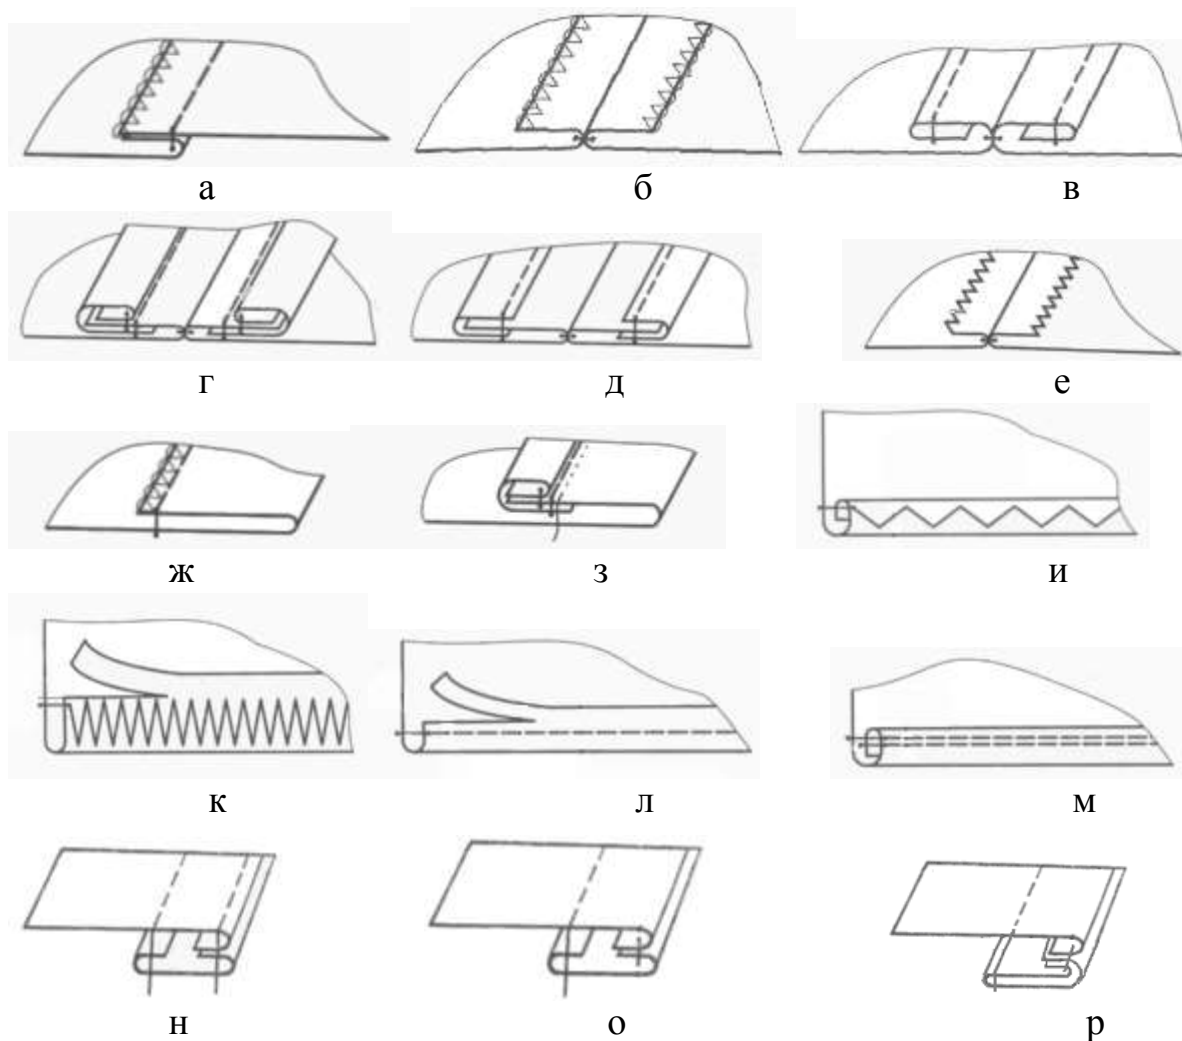 а б в
г д е
ж з и
к л м
н о р